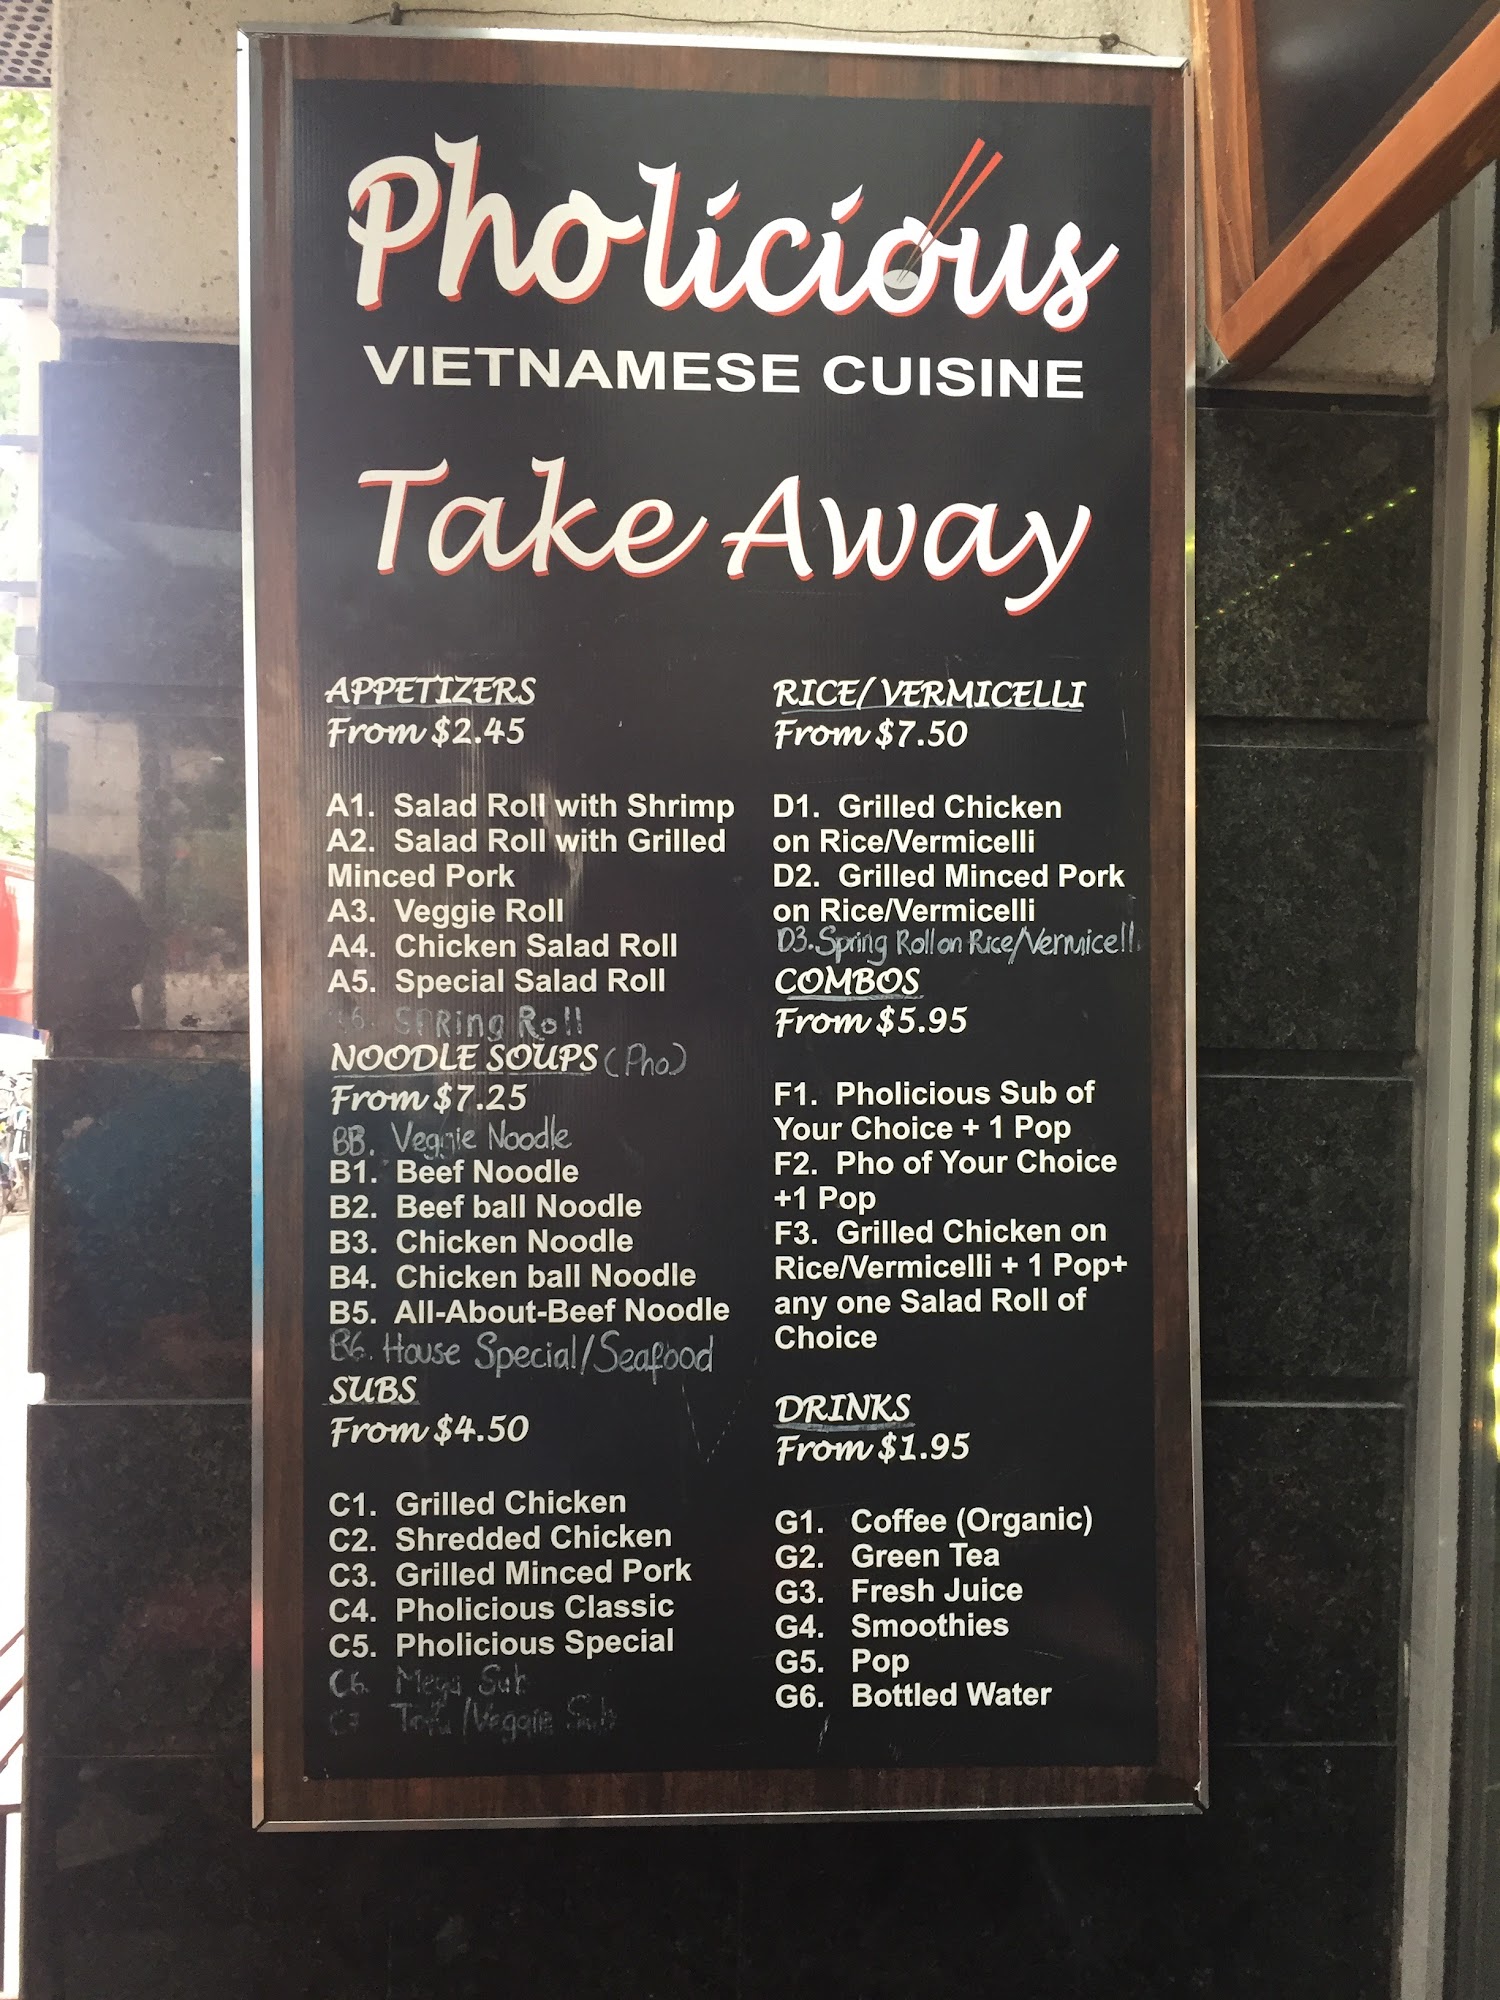 Pholicious
VIETNAMESE CUISINE
Take Away
APPETIZERS
From $2.45
A1. Salad Roll with Shrimp
A2. Salad Roll with Grilled
Minced Pork
A3. Veggie Roll
A4. Chicken Salad Roll
A5. Special Salad Roll
6. SPRing Roll
NOODLE SOUPS (Pho)
From $7.25
BB. Veggie Noodle
B1. Beef Noodle
B2. Beef ball Noodle
B3. Chicken Noodle
B4. Chicken ball Noodle
B5. All-About-Beef Noodle
B6. House Special/Seafood
SUBS
From $4.50
C1. Grilled Chicken
C2. Shredded Chicken
C3. Grilled Minced Pork
C4. Pholicious Classic
C5. Pholicious Special
C6. Mega Sub
C7 Tofu/Veggie Sub
RICE/ VERMICELLI
From $7.50
D1. Grilled Chicken
on Rice/Vermicelli
D2. Grilled Minced Pork
on Rice/Vermicelli
D3. Spring Roll on Rice/Vermicelli
COMBOS
From $5.95
F1. Pholicious Sub of
Your Choice + 1 Pop
F2. Pho of Your Choice
+1 Pop
F3. Grilled Chicken on
Rice/Vermicelli + 1 Pop+
any one Salad Roll of
Choice
DRINKS
From $1.95
G1. Coffee (Organic)
G2. Green Tea
G3. Fresh Juice
G4. Smoothies
G5. Pop
G6. Bottled Water